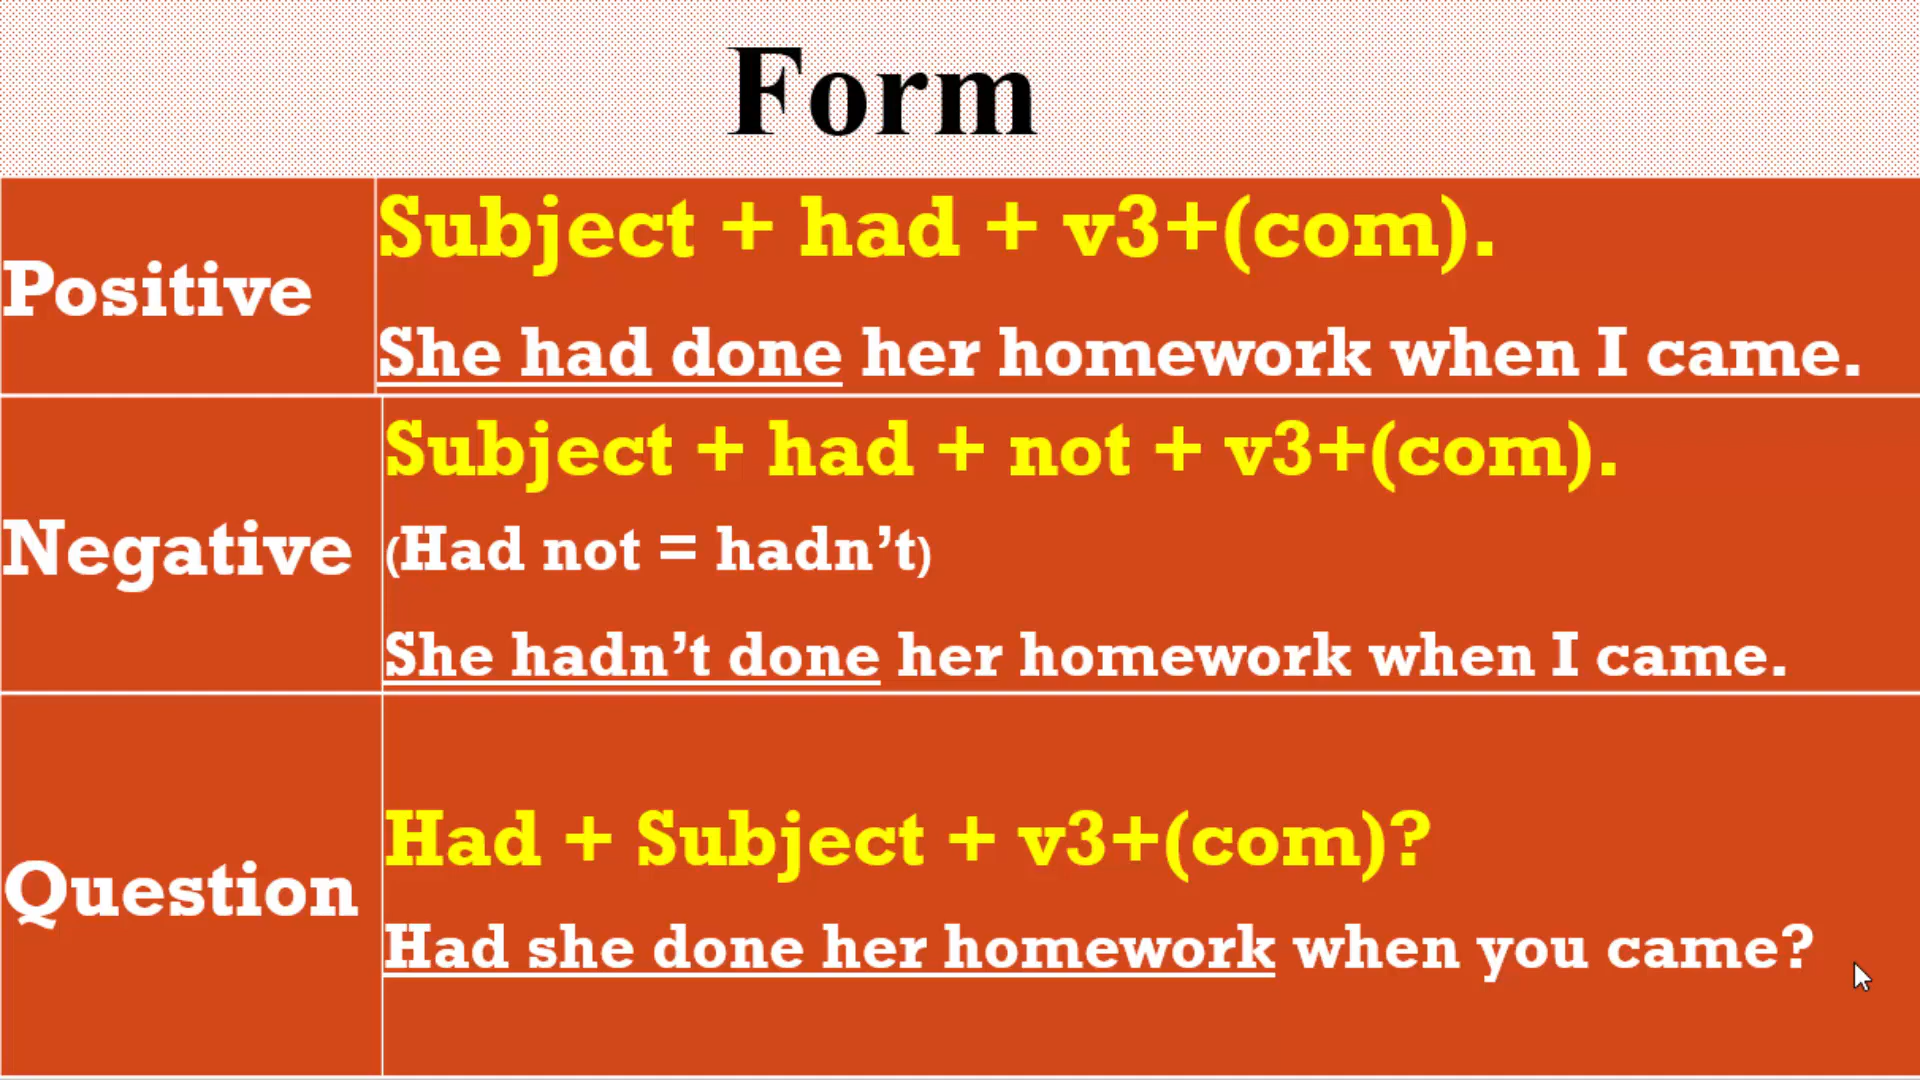 Form
Positive
Subject + had + v3+(com).
She had done her homework when I came.
Negative
Subject + had + not + v3+(com).
(Had not = hadn’t)
She hadn’t done her homework when I came.
Question
Had + Subject + v3+(com)?
Had she done her homework when you came?